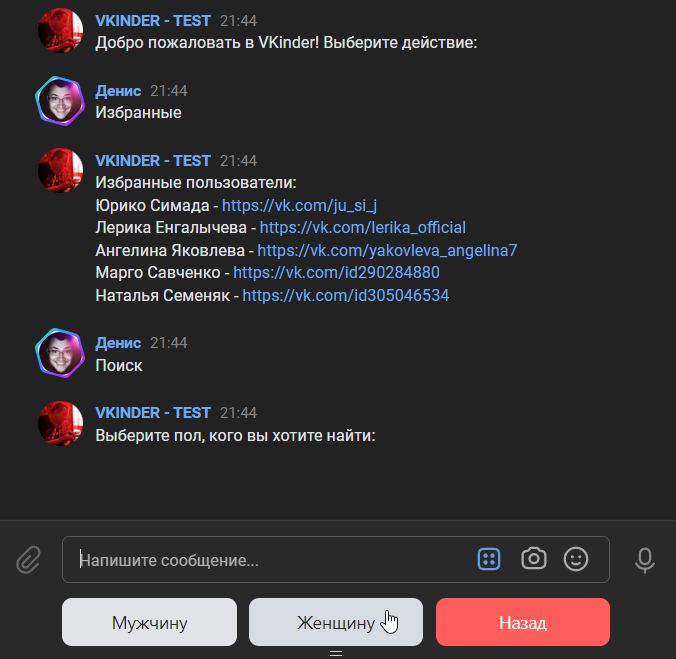 VKINDER - TEST 21:44
Добро пожаловать в VKinder! Выберите действие:
Денис 21:44
Избранные
VKINDER - TEST 21:44
Избранные пользователи:
Юрико Симада - https://vk.com/ju_si_j
Лерика Енгалычева - https://vk.com/lerika_official
Ангелина Яковлева - https://vk.com/yakovleva_angelina7
Марго Савченко - https://vk.com/id290284880
Наталья Семеняк - https://vk.com/id305046534
Денис 21:44
Поиск
VKINDER - TEST 21:44
Выберите пол, кого вы хотите найти:
Напишите сообщение...
Мужчину Женщину Назад